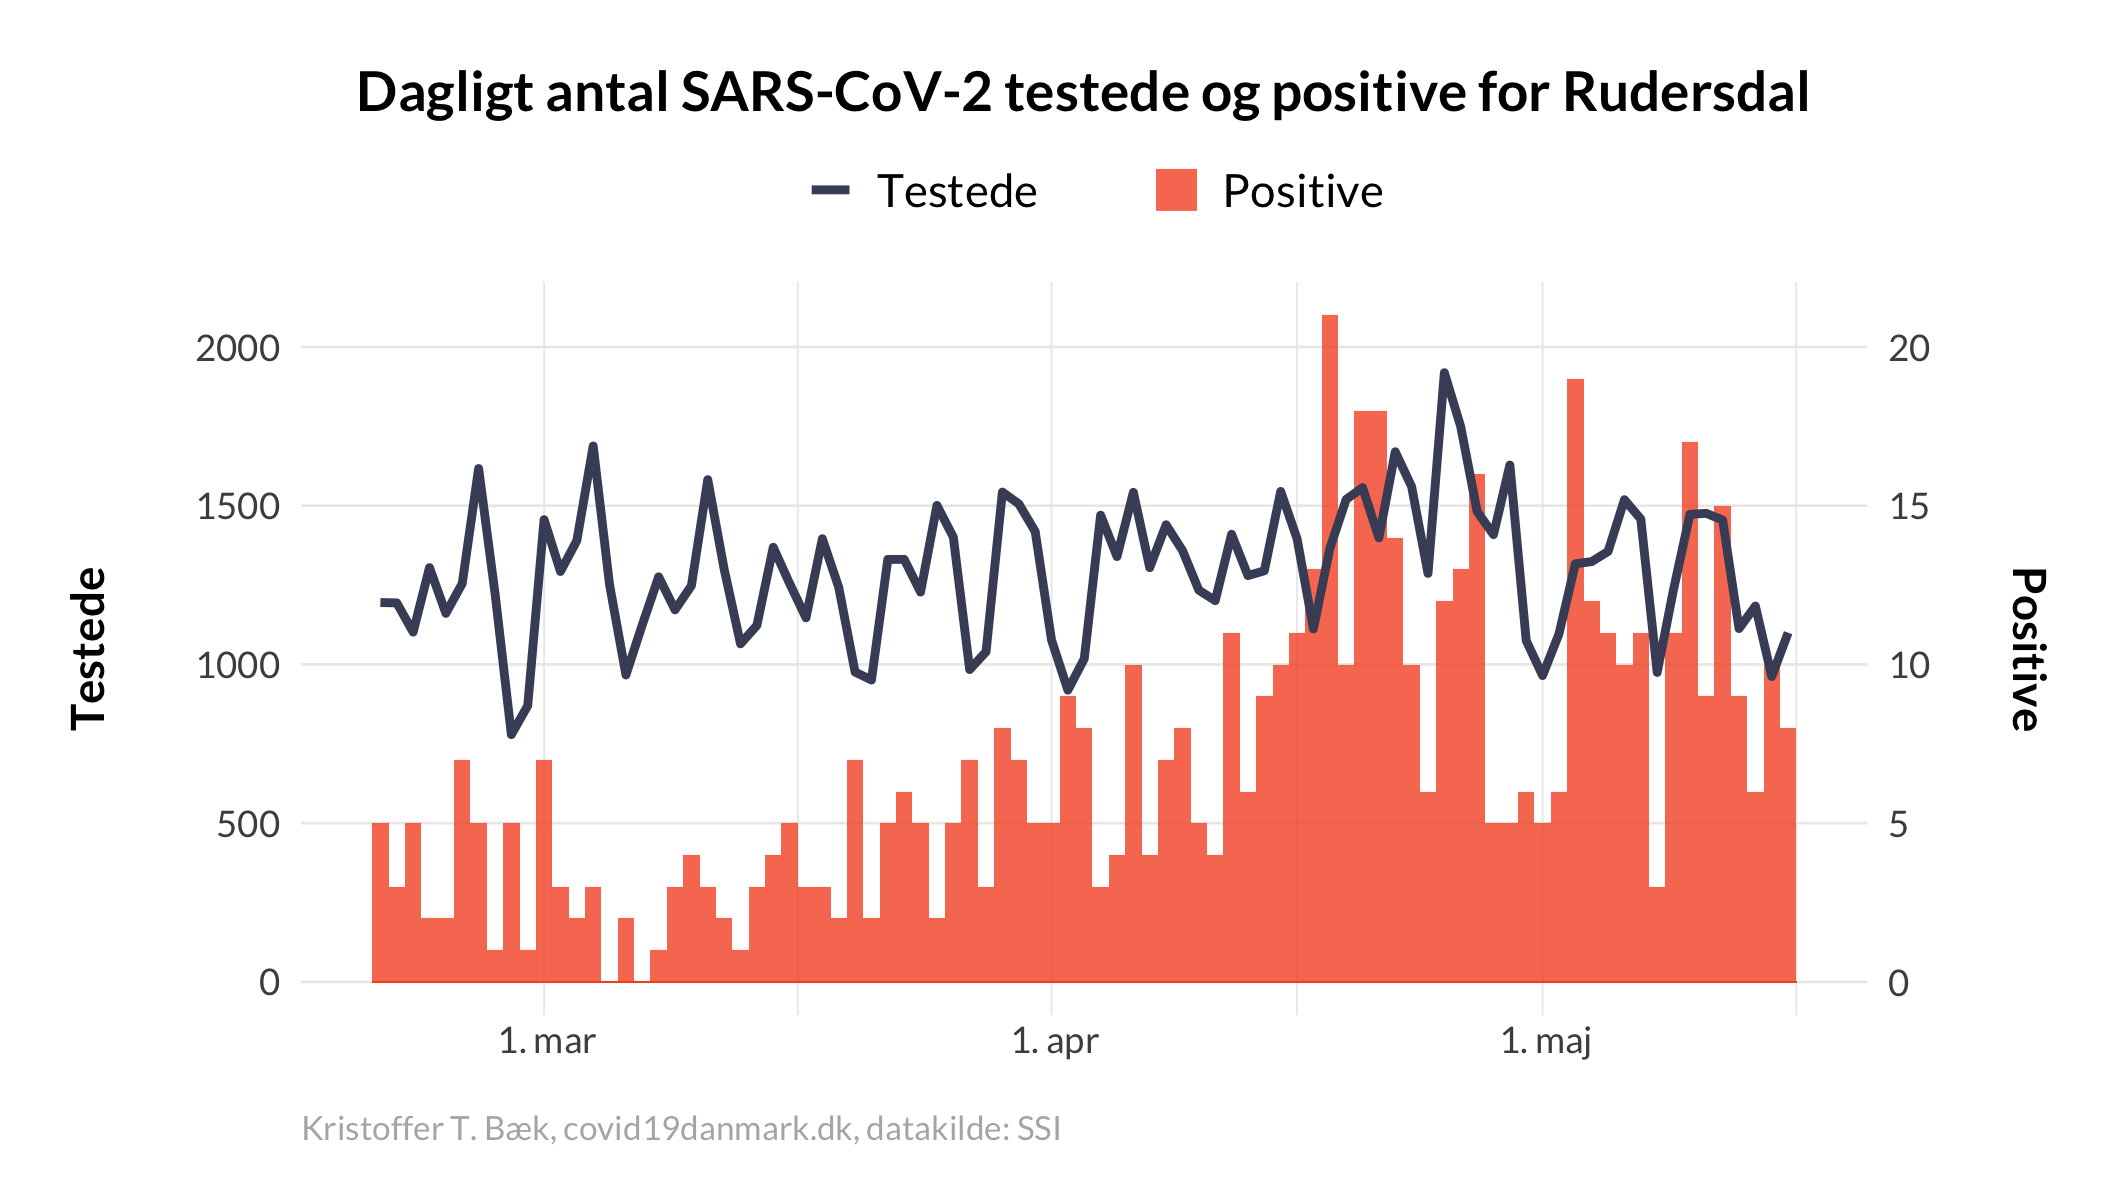 Dagligt antal SARS-CoV-2 testede og positive for Rudersdal
Testede Positive
2000 20
1500 15
1000 10
500 5
0 0
Testede
Positive
1. mar 1. apr 1. maj
Kristoffer T. Bæk, covid19danmark.dk, datakilde: SSI